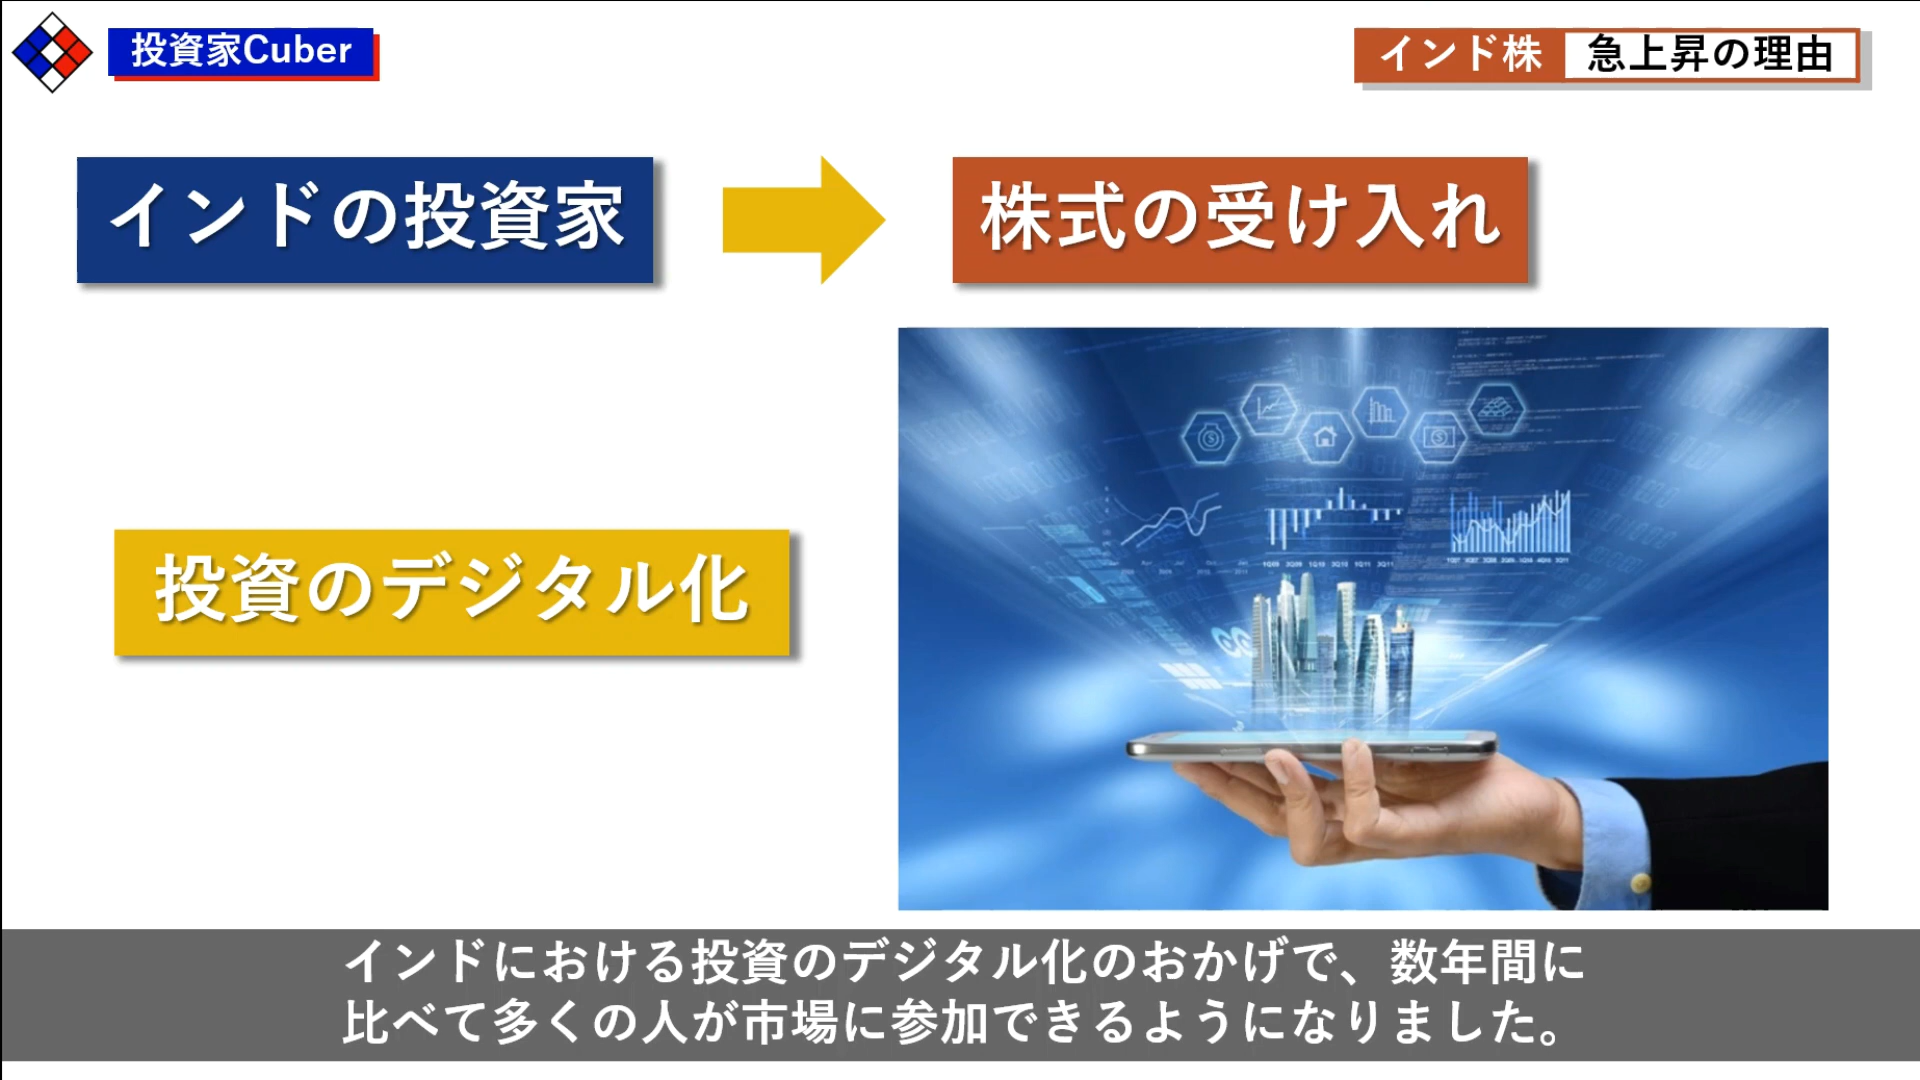 投資家Cuber
インド株 急上昇の理由
インドの投資家
株式の受け入れ
投資のデジタル化
インドにおける投資のデジタル化のおかげで、数年間に
比べて多くの人が市場に参加できるようになりました。